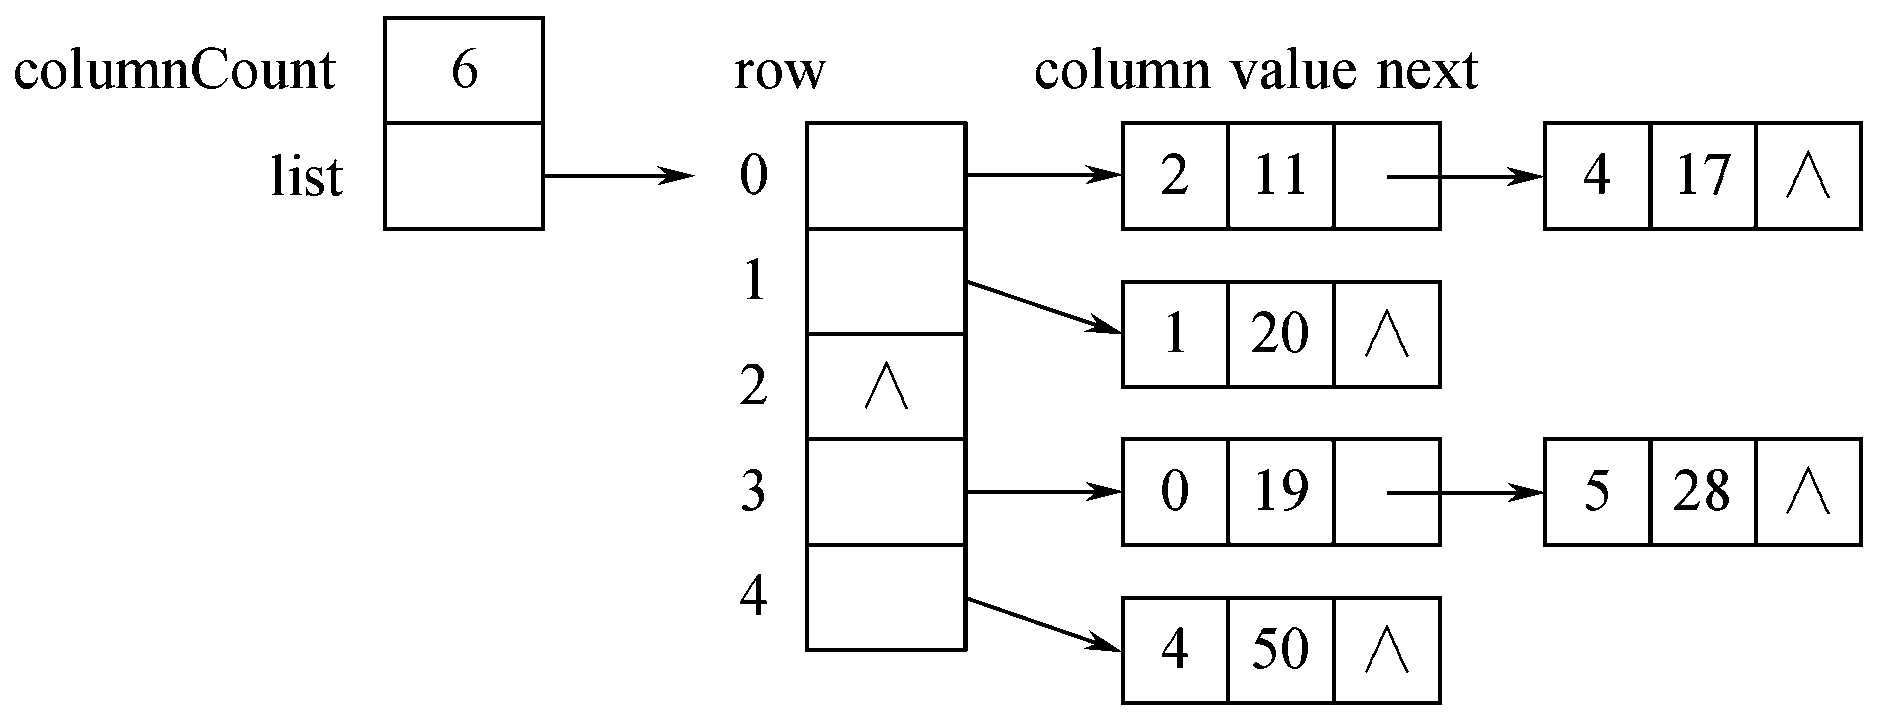 columnCount 6 row column value next
list 0 2 11 4 17 ∧
1 1 20 ∧
2 ∧
3 0 19 5 28 ∧
4 4 50 ∧